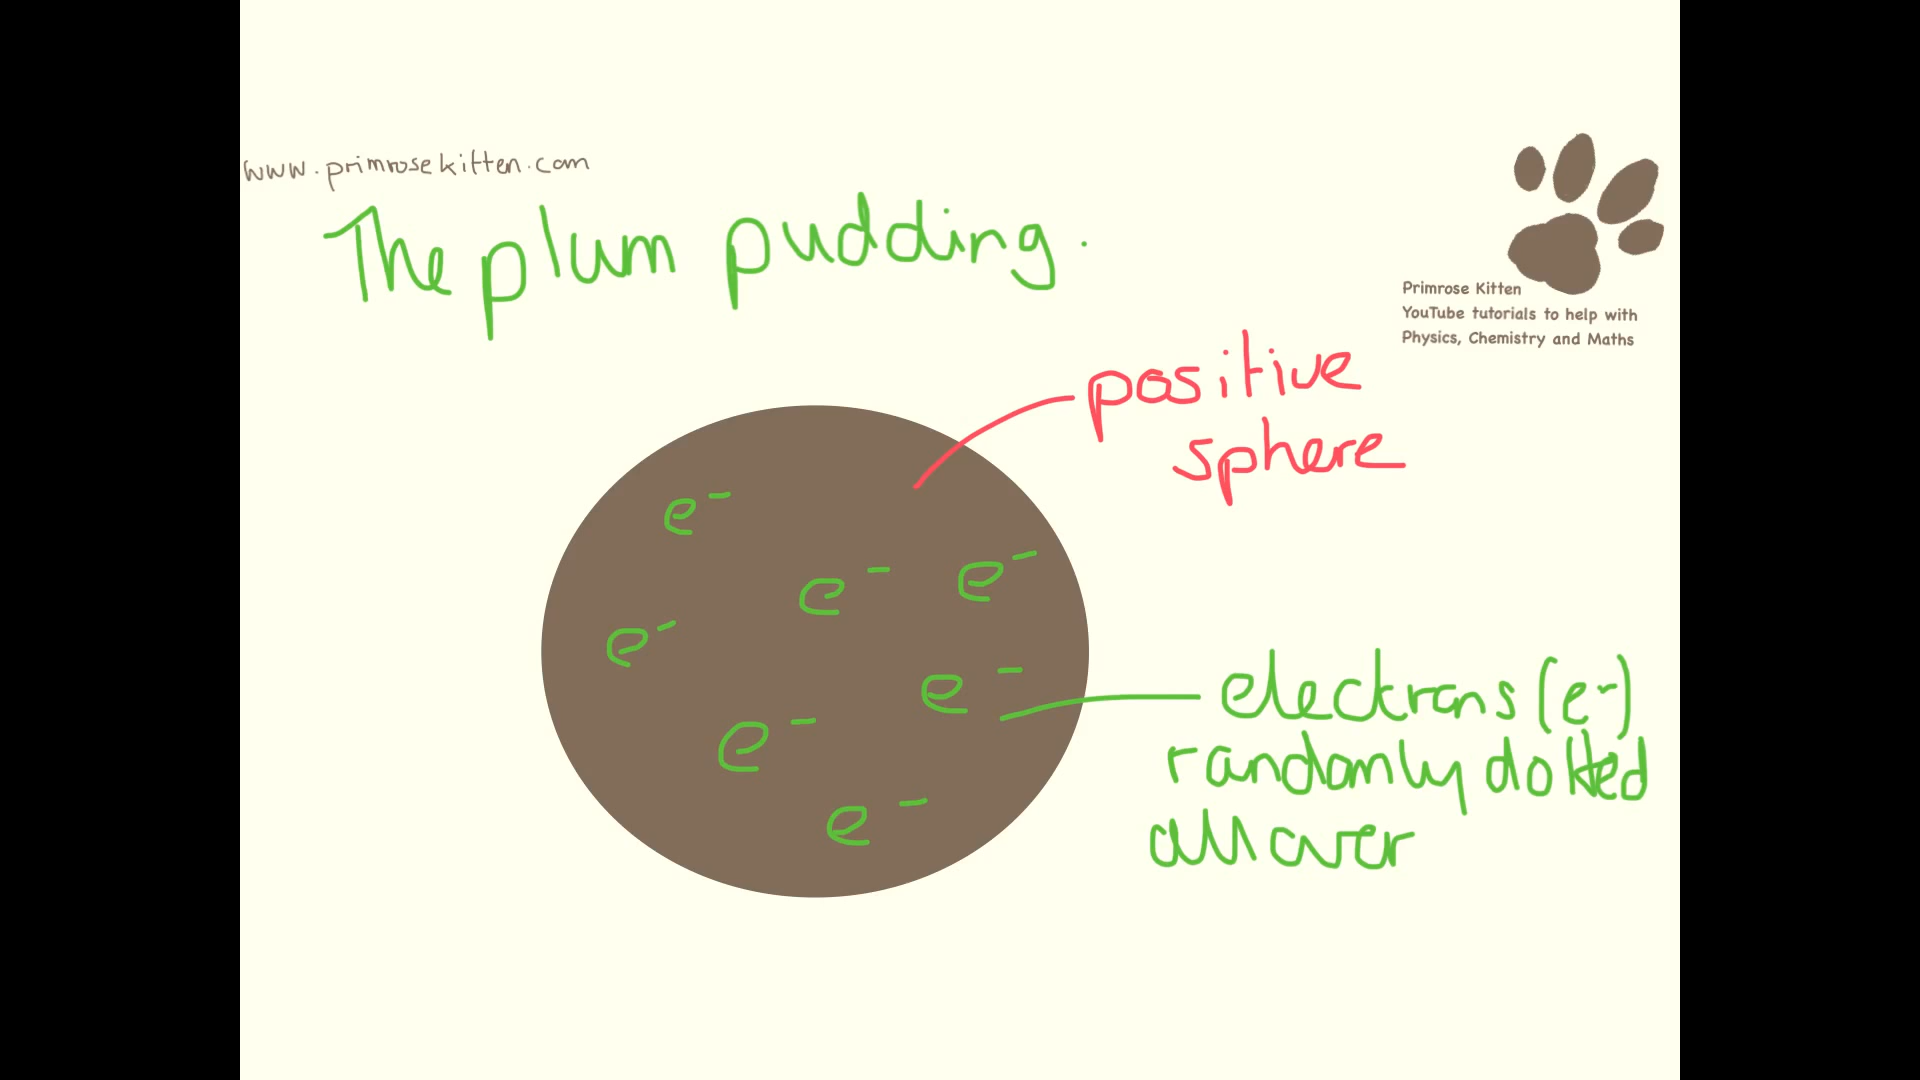 www.primrosekitten.com
The plum pudding.
Primrose Kitten
YouTube tutorials to help with
Physics, Chemistry and Maths
positive
sphere
e-
e-
e-
e-
e-
e-
e-
electrons (e-)
randomly dotted
all over